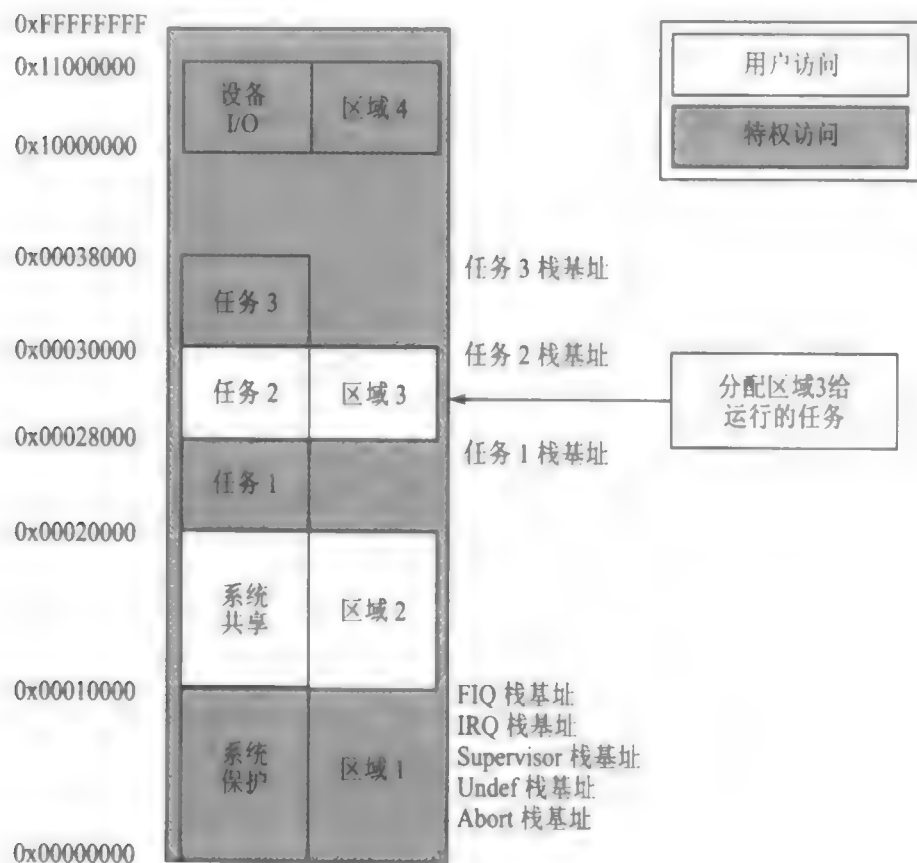 0xFFFFFFFF
0x11000000
设备
I/O
区域 4
0x10000000
用户访问
特权访问
0x00038000
任务 3 栈基址
任务 3
0x00030000
任务 2 栈基址
任务 2
区域 3
分配区域3给
运行的任务
0x00028000
任务 1 栈基址
任务 1
0x00020000
系统
共享
区域 2
0x00010000
FIQ 栈基址
IRQ 栈基址
Supervisor 栈基址
Undef 栈基址
Abort 栈基址
系统
保护
区域 1
0x00000000